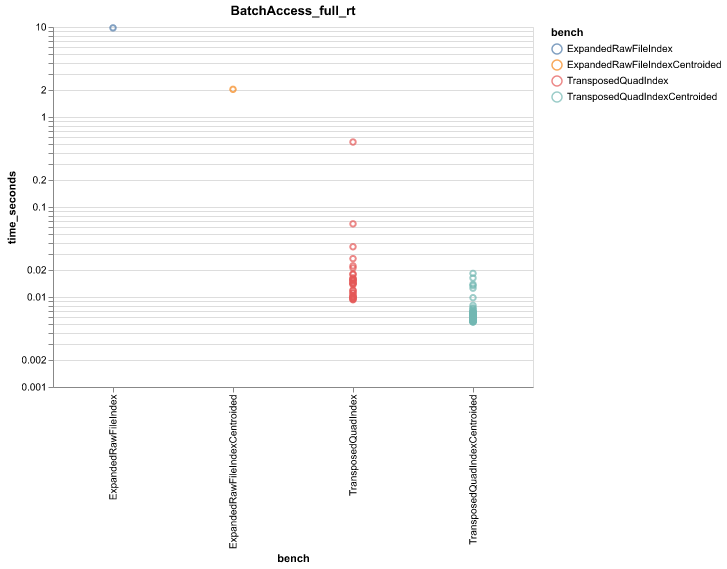 BatchAccess_full_rt
10
2
1
0.2
0.1
0.02
0.01
0.002
0.001
time_seconds
ExpandedRawFileIndex
ExpandedRawFileIndexCentroided
TransposedQuadIndex
TransposedQuadIndexCentroided
bench
bench
ExpandedRawFileIndex
ExpandedRawFileIndexCentroided
TransposedQuadIndex
TransposedQuadIndexCentroided